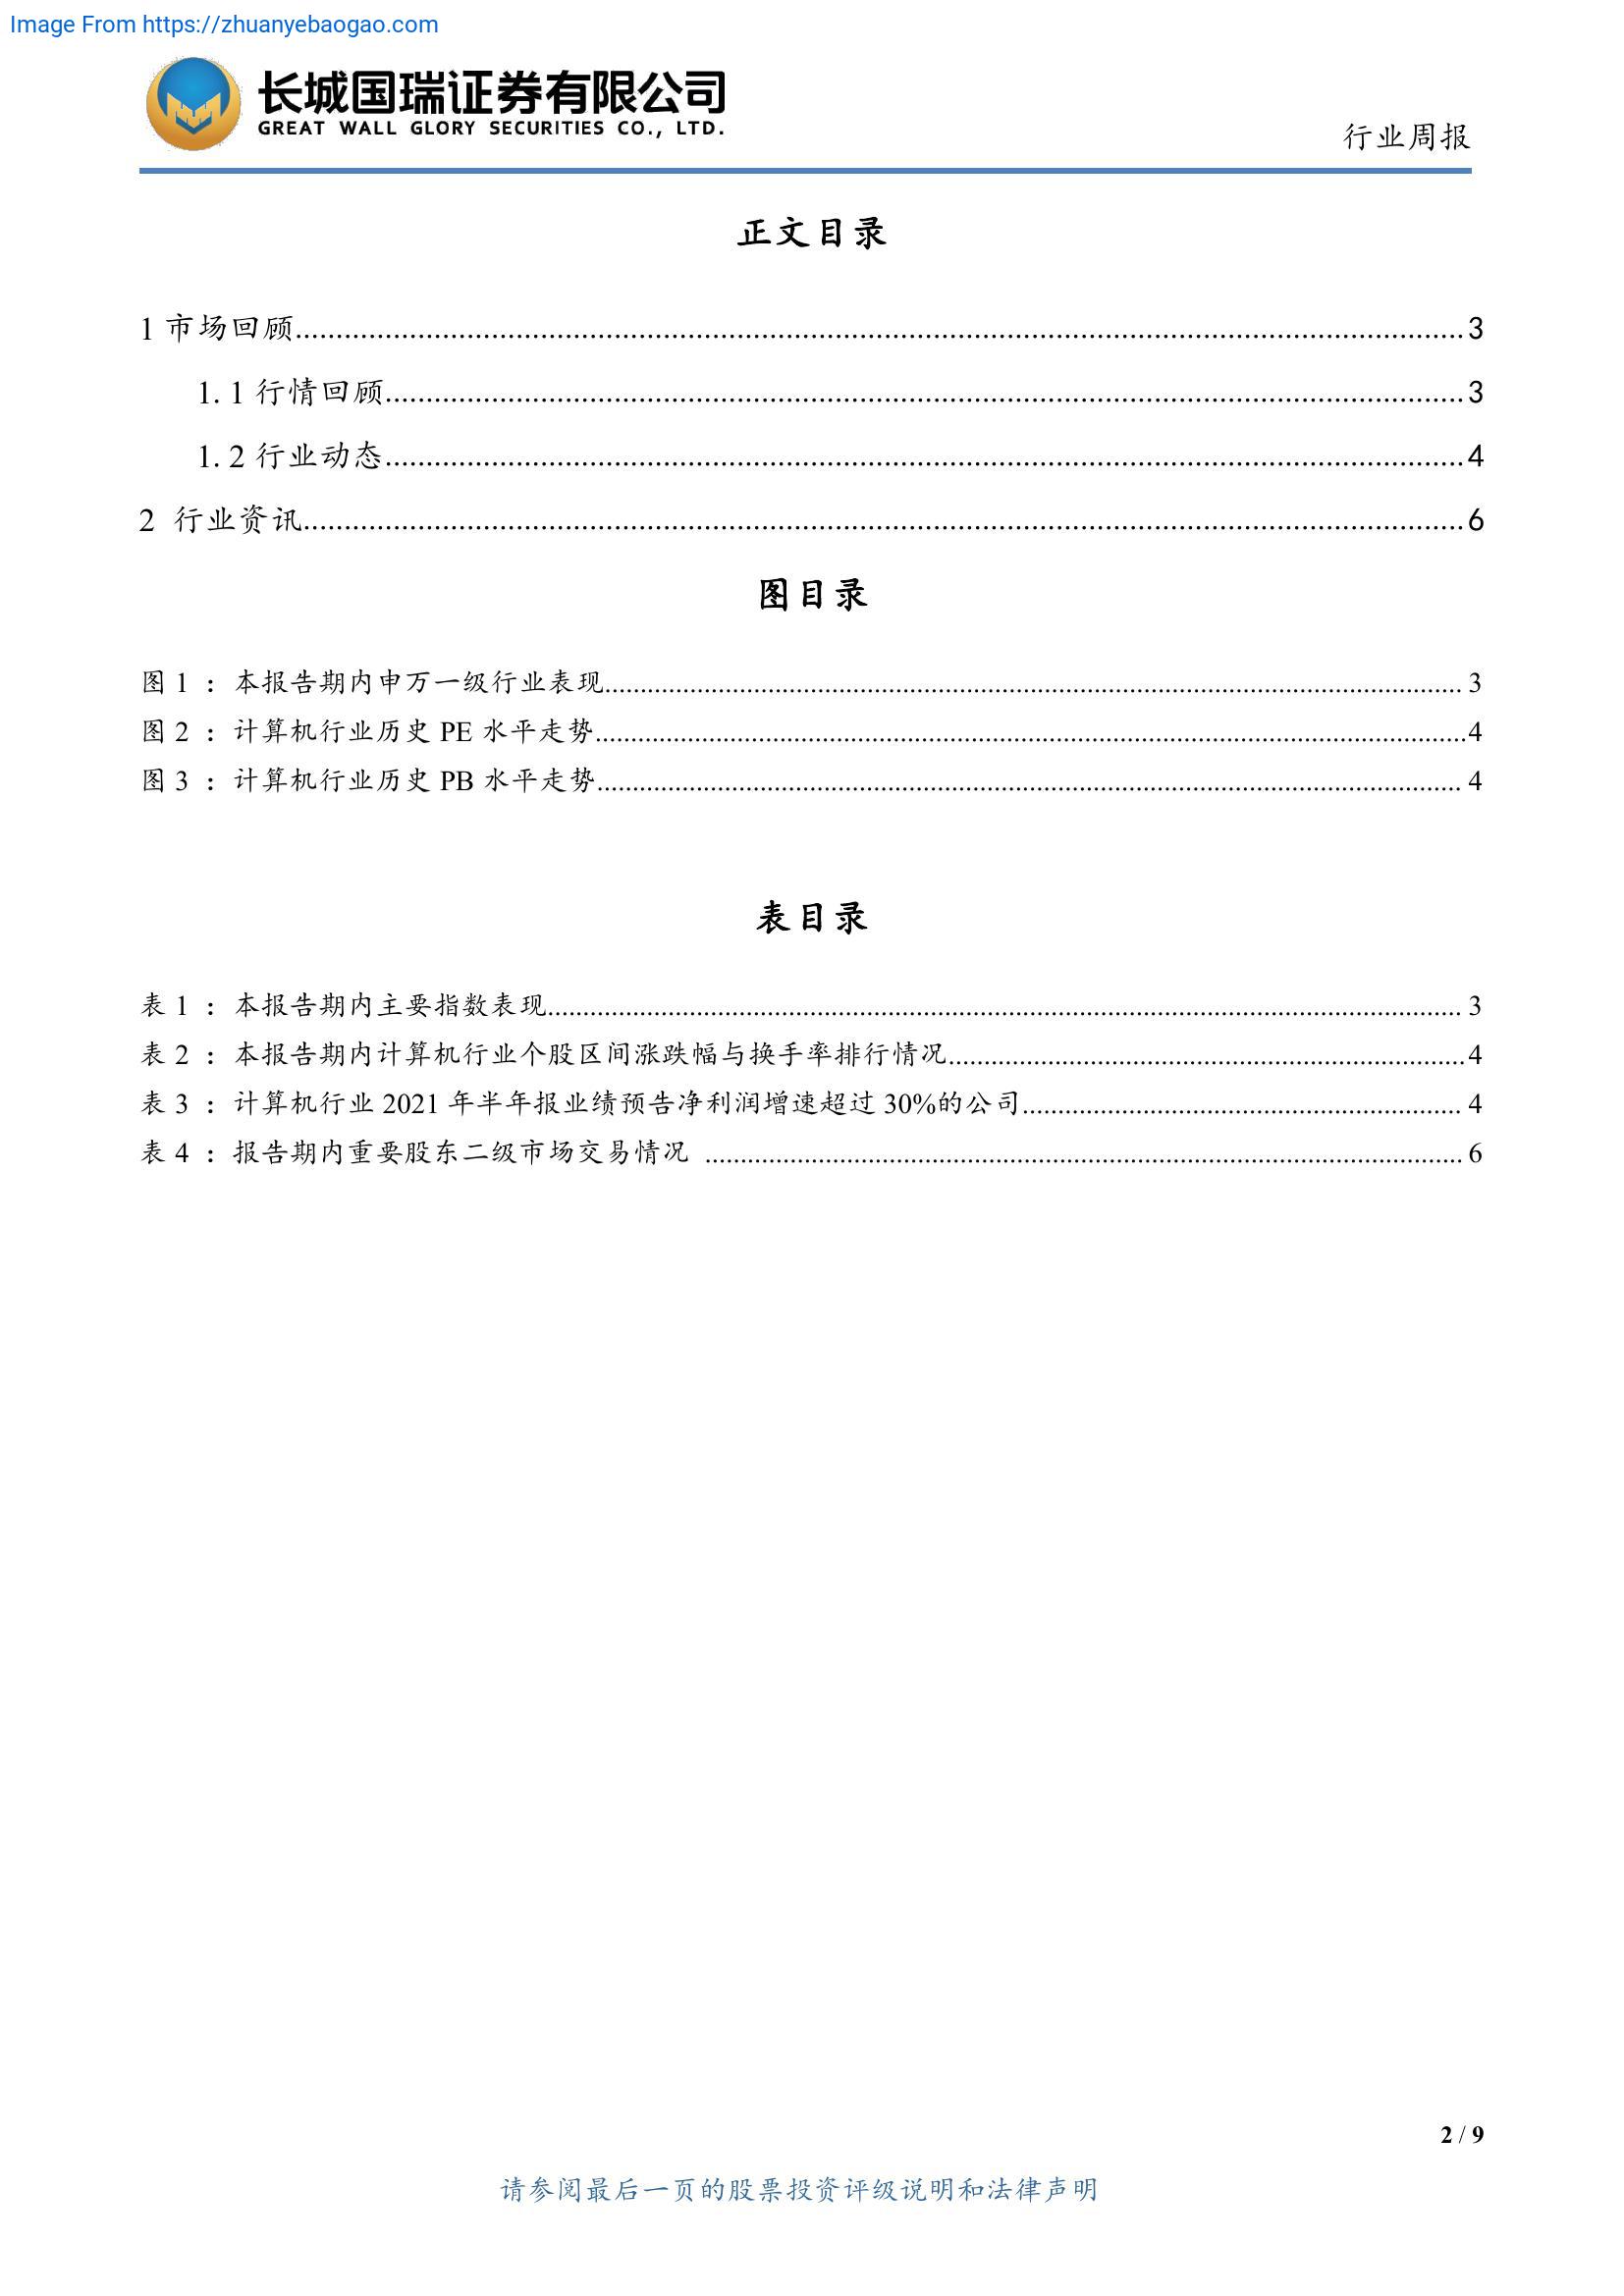 Image From https://zhuanyebaogao.com
长城国瑞证券有限公司
GREAT WALL GLORY SECURITIES CO., LTD.
行业周报
正文目录
1 市场回顾........................................3
1.1 行情回顾........................................3
1.2 行业动态........................................4
2 行业资讯........................................6
图目录
图 1 ：本报告期内申万一级行业表现........................................3
图 2 ：计算机行业历史 PE 水平走势........................................4
图 3 ：计算机行业历史 PB 水平走势........................................4
表目录
表 1 ：本报告期内主要指数表现........................................3
表 2 ：本报告期内计算机行业个股区间涨跌幅与换手率排行情况........................................4
表 3 ：计算机行业 2021 年半年报业绩预告净利润增速超过 30%的公司........................................4
表 4 ：报告期内重要股东二级市场交易情况 ........................................6
2 / 9
请参阅最后一页的股票投资评级说明和法律声明